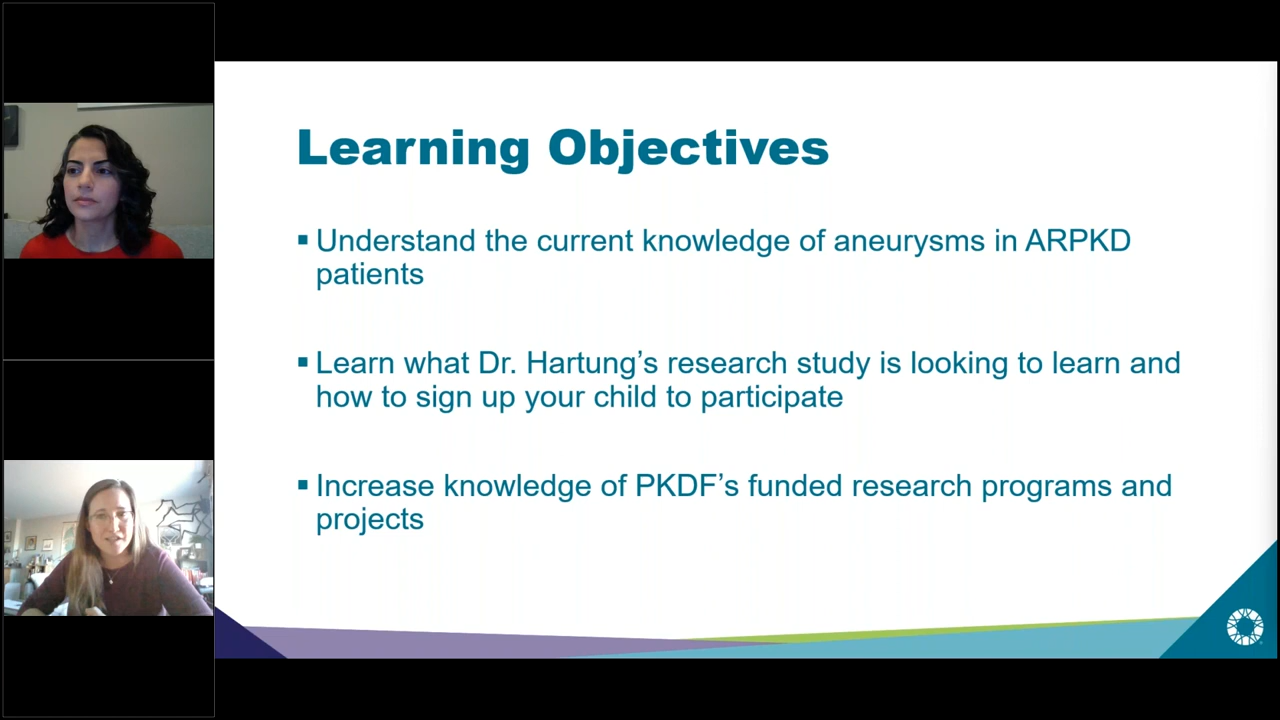 Learning Objectives
▪ Understand the current knowledge of aneurysms in ARPKD
patients
▪ Learn what Dr. Hartung’s research study is looking to learn and
how to sign up your child to participate
▪ Increase knowledge of PKDF’s funded research programs and
projects